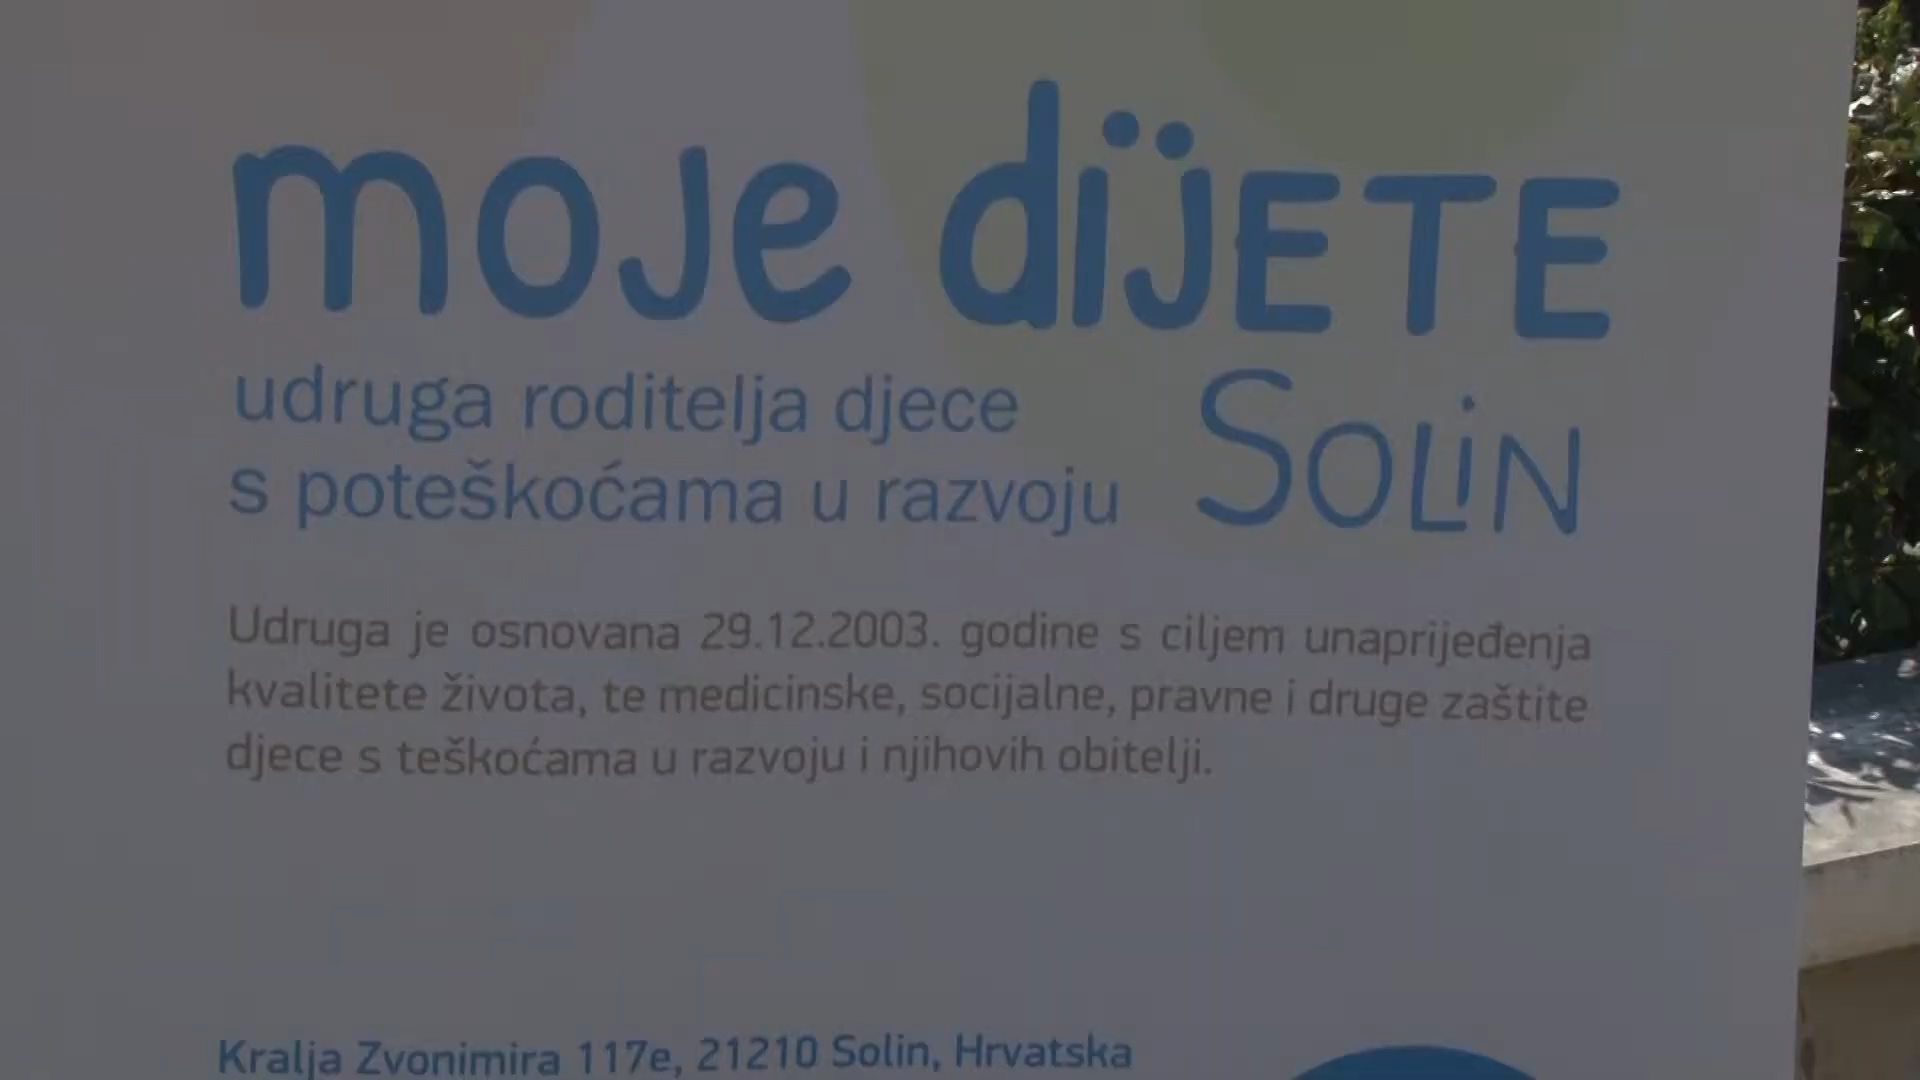 moje dijETE
udruga roditelja djece
s poteškoćama u razvoju SOLiN
Udruga je osnovana 29.12.2003. godine s ciljem unaprijeđenja
kvalitete života, te medicinske, socijalne, pravne i druge zaštite
djece s teškoćama u razvoju i njihovih obitelji.
Kralja Zvonimira 117e, 21210 Solin, Hrvatska